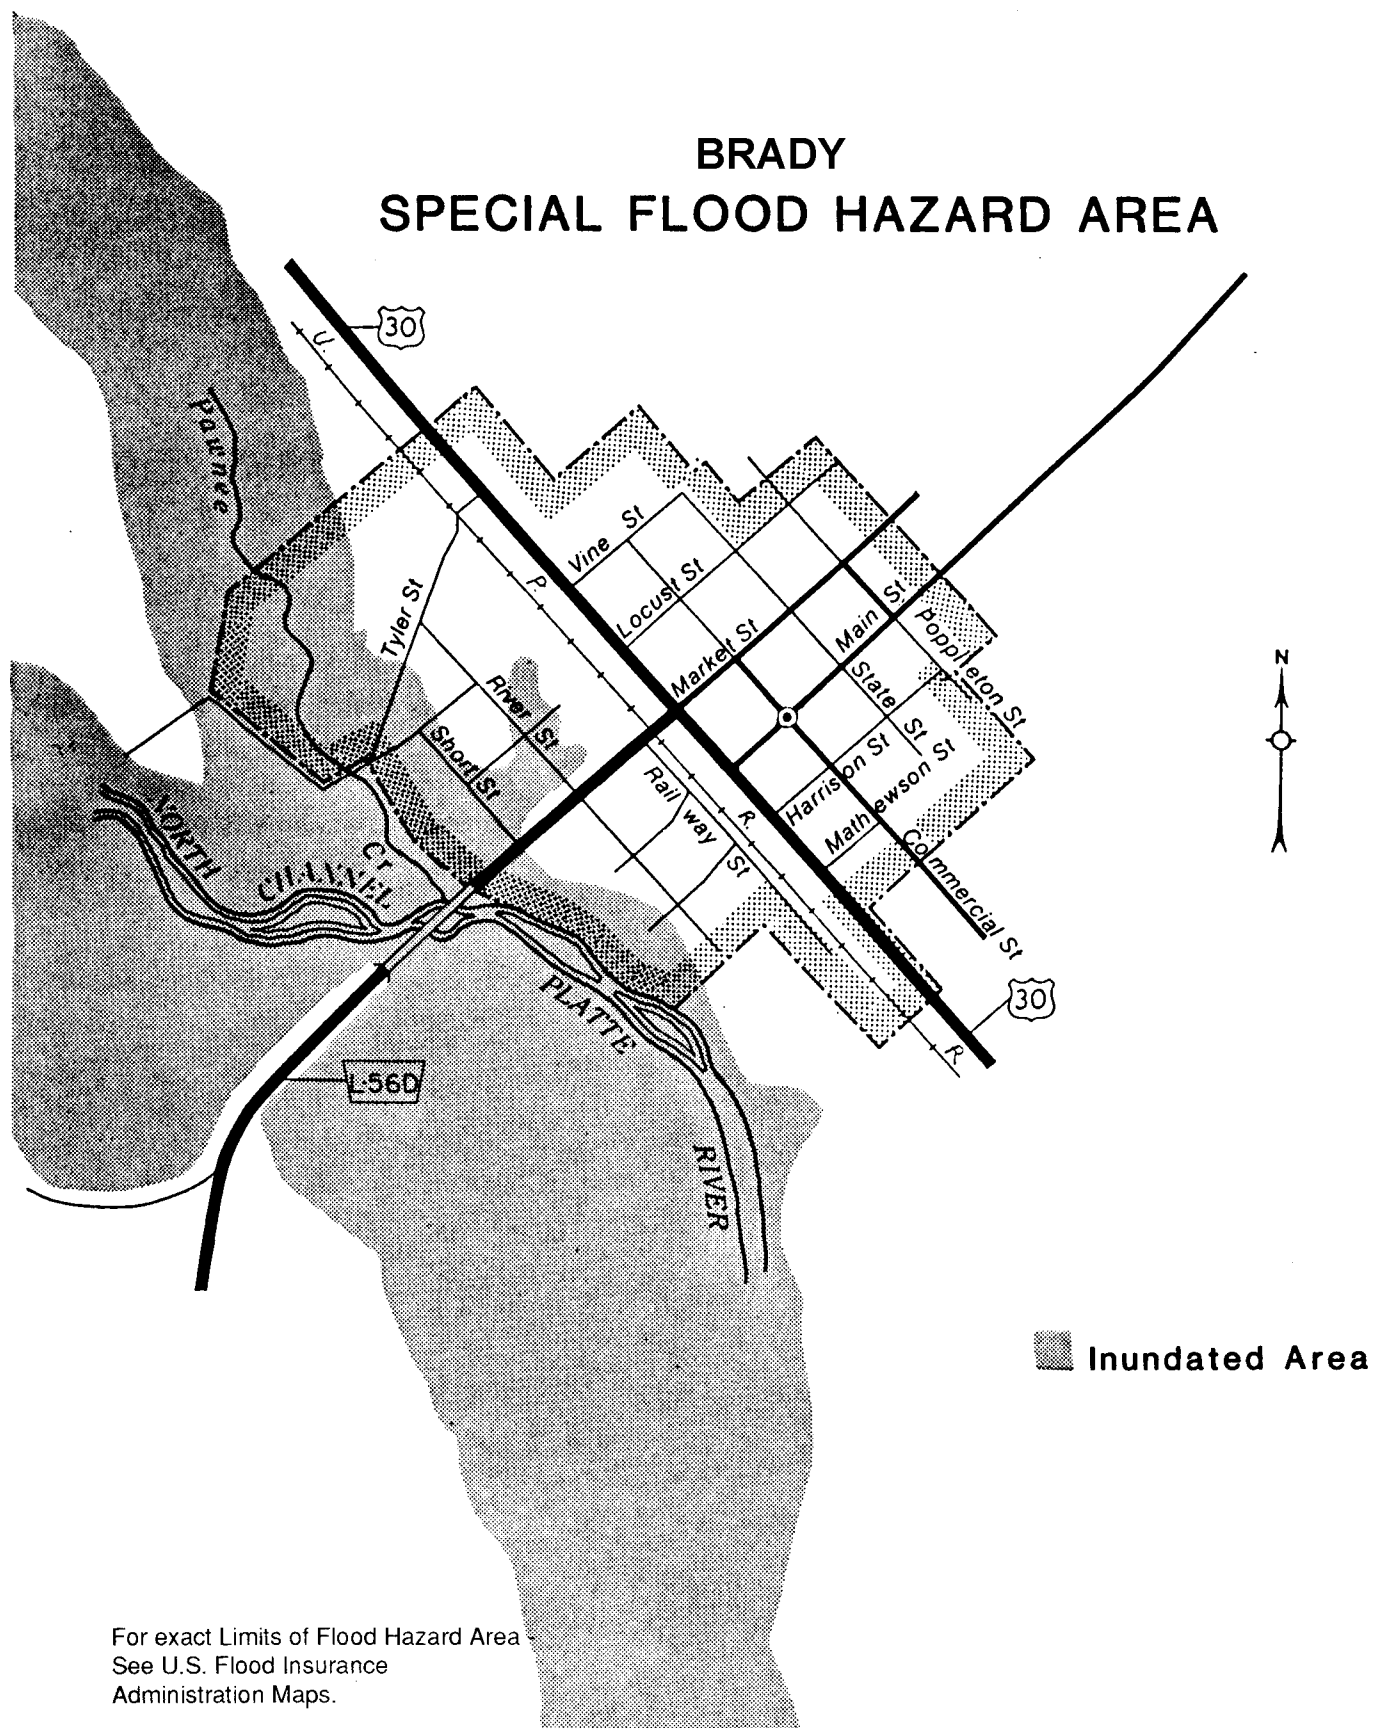 BRADY
SPECIAL FLOOD HAZARD AREA
30
U.
Pawnee
P.
Vine St
Locust St
Market St
Main St
Poppleton St
Tyler St
River St
Short St
State St
Harrison St
Mathewson St
Commercial St
Railway St
R.
N
NORTH
CHANNEL
Cr
PLATTE
RIVER
30
R.
L-56D
Inundated Area
For exact Limits of Flood Hazard Area -
See U.S. Flood Insurance
Administration Maps.